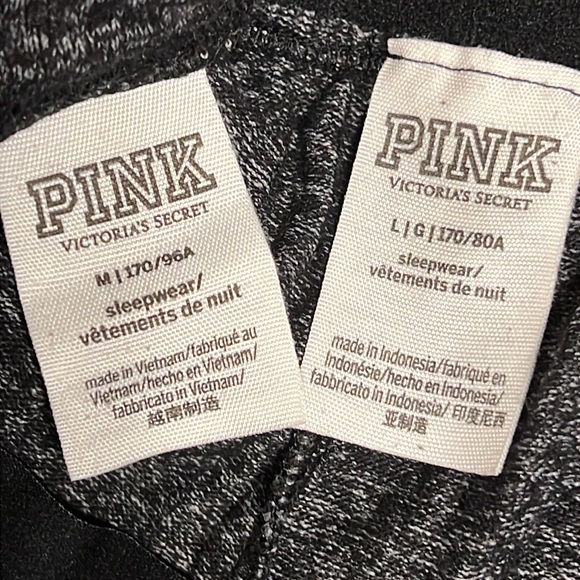 PINK
VICTORIA'S SECRET
M | 170/96A
sleepwear/
vêtements de nuit
made in Vietnam/fabriqué au
Vietnam/hecho en Vietnam/
fabbricato in Vietnam/
越南制造
PINK
VICTORIA'S SECRET
L | G | 170/80A
sleepwear/
vêtements de nuit
made in Indonesia/fabriqué en
Indonésie/hecho en Indonesia/
fabbricato in Indonesia/印度尼西
亚制造